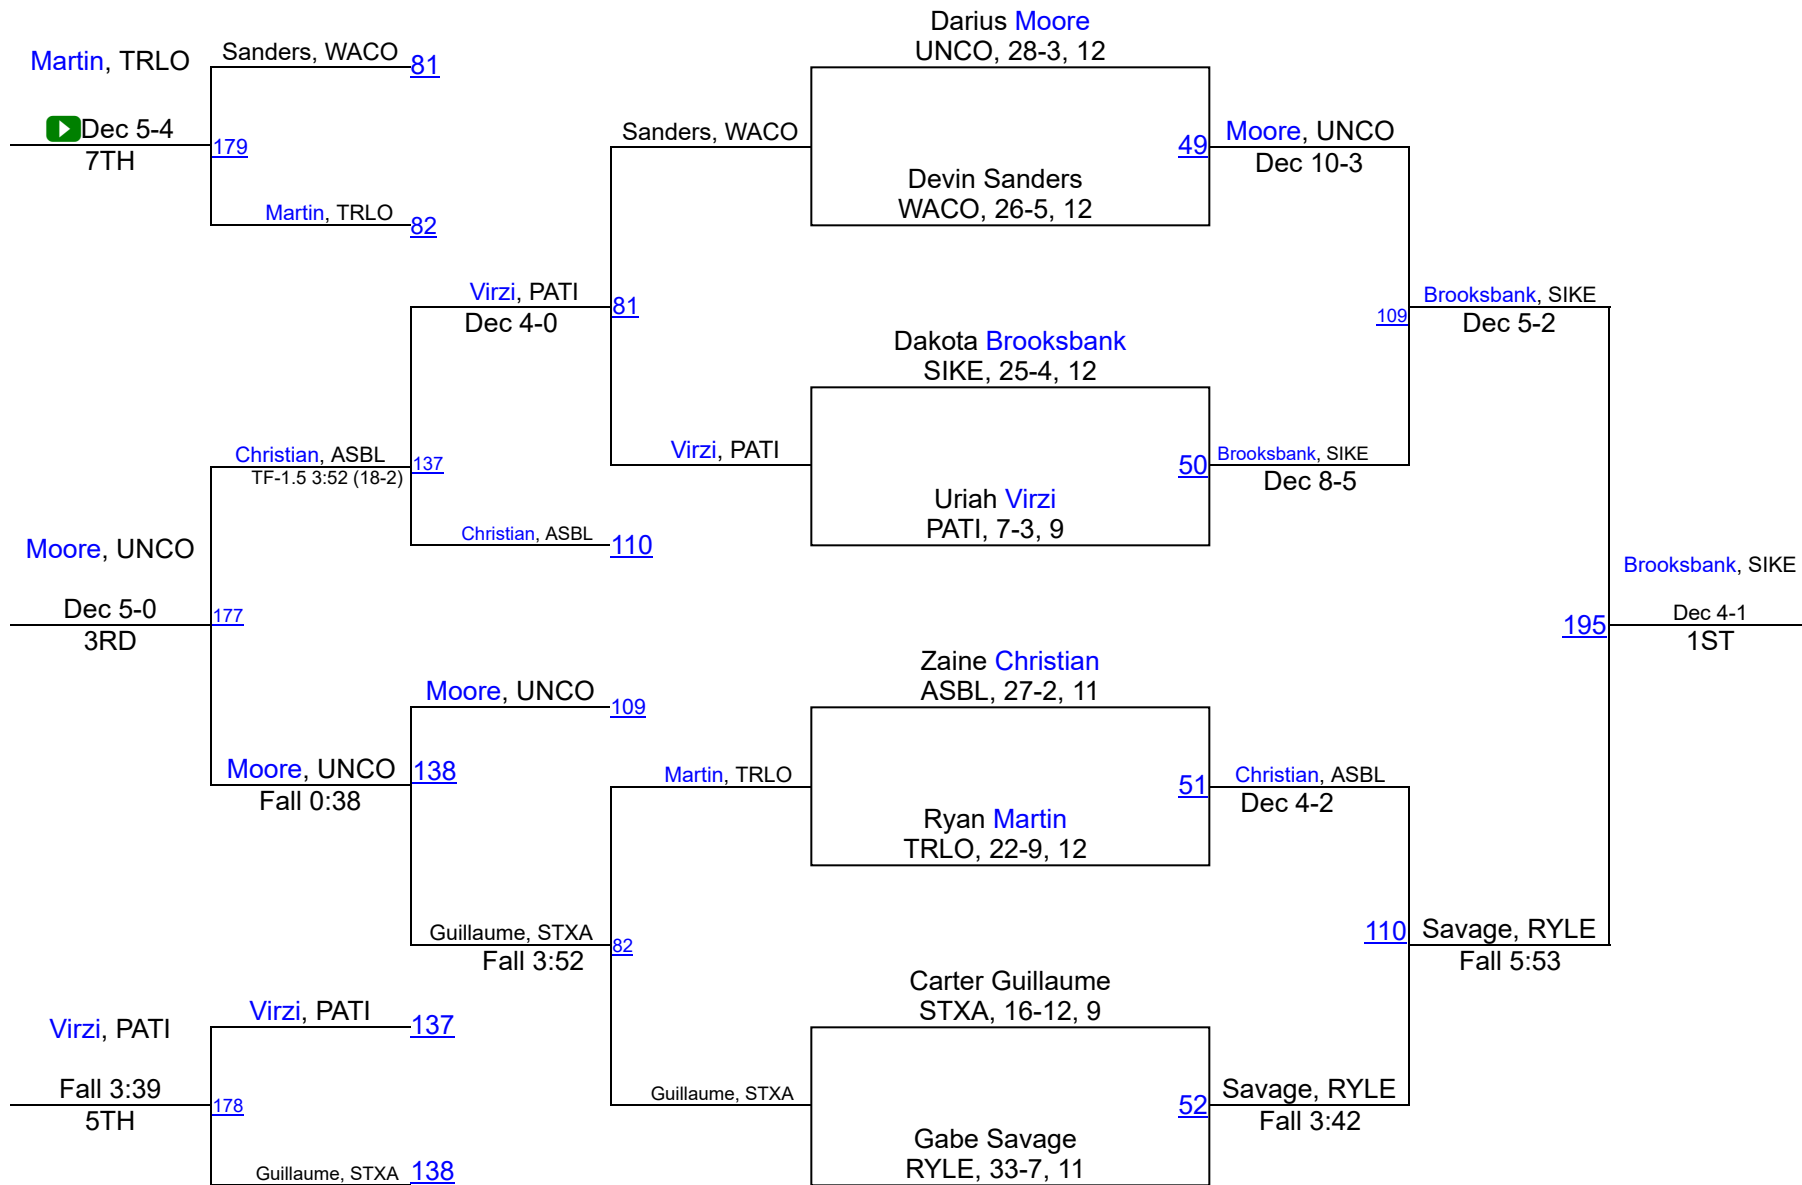 Darius Moore
UNCO, 28-3, 12
Martin, TRLO
Sanders, WACO
81
Dec 5-4
7TH
179
Sanders, WACO
49
Moore, UNCO
Dec 10-3
Devin Sanders
WACO, 26-5, 12
Martin, TRLO
82
Virzi, PATI
Dec 4-0
81
109
Brooksbank, SIKE
Dec 5-2
Dakota Brooksbank
SIKE, 25-4, 12
Christian, ASBL
TF-1.5 3:52 (18-2)
137
Virzi, PATI
50
Brooksbank, SIKE
Dec 8-5
Uriah Virzi
PATI, 7-3, 9
Christian, ASBL
110
Moore, UNCO
Dec 5-0
3RD
177
Brooksbank, SIKE
195
Dec 4-1
1ST
Zaine Christian
ASBL, 27-2, 11
Moore, UNCO
109
Moore, UNCO
Fall 0:38
138
Martin, TRLO
51
Christian, ASBL
Dec 4-2
Ryan Martin
TRLO, 22-9, 12
Guillaume, STXA
Fall 3:52
82
110
Savage, RYLE
Fall 5:53
Carter Guillaume
STXA, 16-12, 9
Virzi, PATI
Virzi, PATI
137
Fall 3:39
5TH
178
Guillaume, STXA
52
Savage, RYLE
Fall 3:42
Gabe Savage
RYLE, 33-7, 11
Guillaume, STXA
138